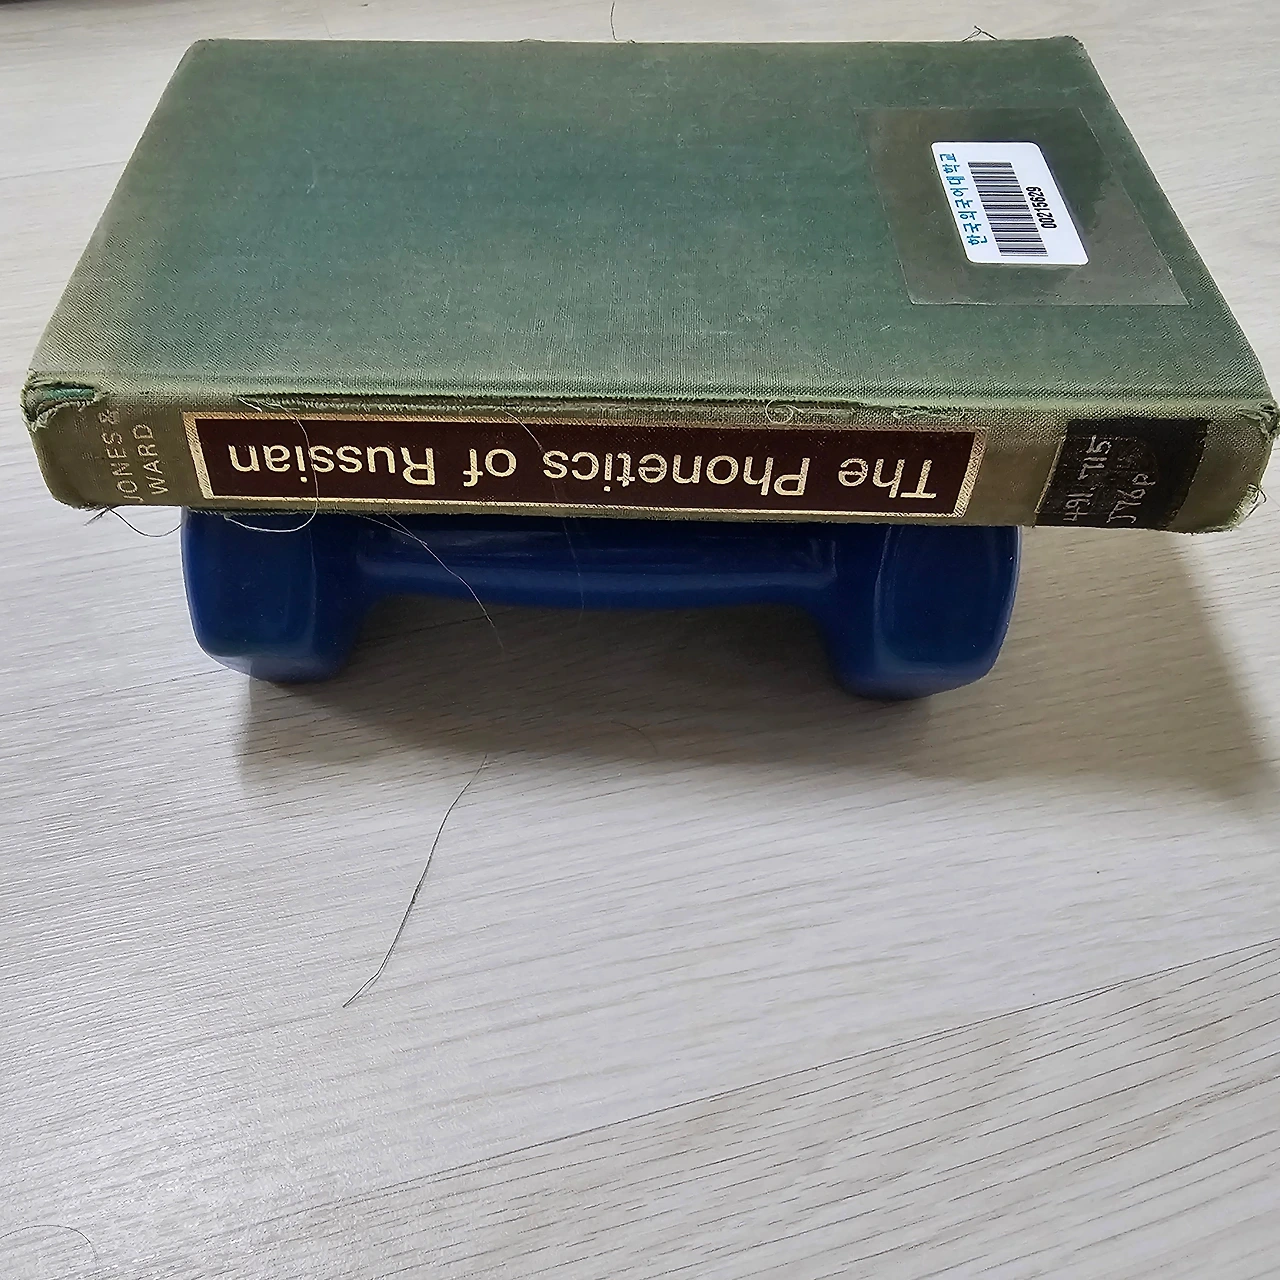 한국외국어대학교
00215629
The Phonetics of Russian
JONES &
WARD
491.715
J76p